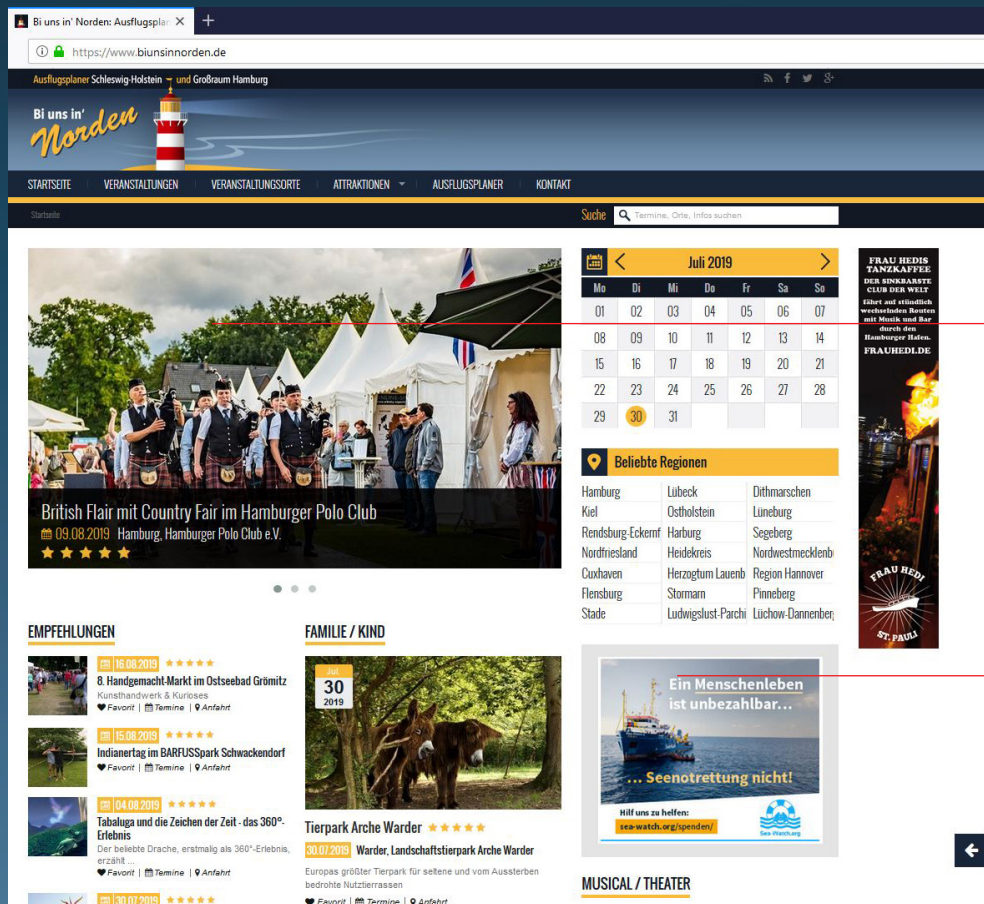 Bi uns in' Norden: Ausflugsplan
https://www.biunsinnorden.de
Ausflugsplaner Schleswig-Holstein und Großraum Hamburg
Bi uns in'
Norden
STARTSEITE
VERANSTALTUNGEN
VERANSTALTUNGSORTE
ATTRAKTIONEN
AUSFLUGSPLANER
KONTAKT
Startseite
Suche
Termine, Orte, Infos suchen
British Flair mit Country Fair im Hamburger Polo Club
09.08.2019 Hamburg, Hamburger Polo Club e.V.
Juli 2019
Mo Di Mi Do Fr Sa So
01 02 03 04 05 06 07
08 09 10 11 12 13 14
15 16 17 18 19 20 21
22 23 24 25 26 27 28
29 30 31
Beliebte Regionen
Hamburg Lübeck Dithmarschen
Kiel Ostholstein Lüneburg
Rendsburg-Eckernf Harburg Segeberg
Nordfriesland Heidekreis Nordwestmecklenb
Cuxhaven Herzogtum Lauenb Region Hannover
Flensburg Stormarn Pinneberg
Stade Ludwigslust-Parchi Lüchow-Dannenber
FRAU HEDIS
TANZKAFFEE
DER SINKBARSTE
CLUB DER WELT
fährt auf stündlich
wechselnden Routen
mit Musik und Bar
durch den
Hamburger Hafen.
FRAUHEDI.DE
FRAU HEDI
ST. PAULI
EMPFEHLUNGEN
16.08.2019
8. Handgemacht-Markt im Ostseebad Grömitz
Kunsthandwerk & Kurioses
Favorit | Termine | Anfahrt
15.08.2019
Indianertag im BARFUSSpark Schwackendorf
Favorit | Termine | Anfahrt
04.08.2019
Tabaluga und die Zeichen der Zeit - das 360°-
Erlebnis
Der beliebte Drache, erstmalig als 360°-Erlebnis,
erzählt ...
Favorit | Termine | Anfahrt
30.07.2019
FAMILIE / KIND
Jul
30
2019
Tierpark Arche Warder
30.07.2019 Warder, Landschaftstierpark Arche Warder
Europas größter Tierpark für seltene und vom Aussterben
bedrohte Nutztierrassen
Favorit | Termine | Anfahrt
Ein Menschenleben
ist unbezahlbar...
... Seenotrettung nicht!
Hilf uns zu helfen:
sea-watch.org/spenden/
Sea-Watch.org
MUSICAL / THEATER